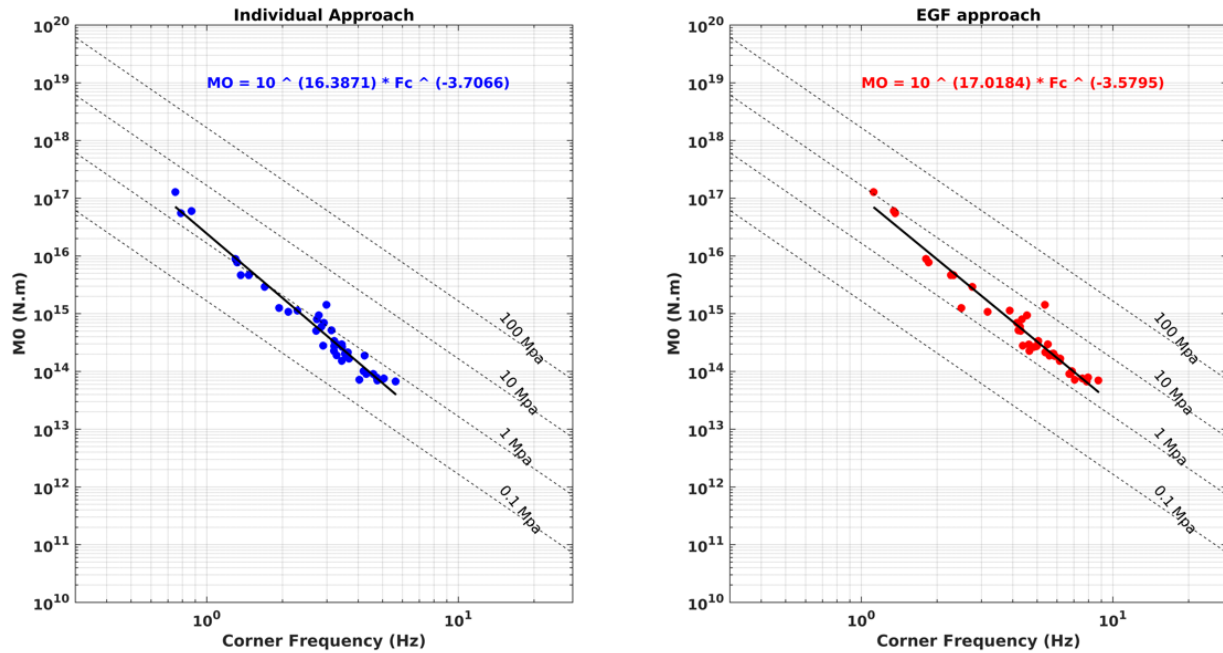 Individual Approach
MO = 10 ^ (16.3871) * Fc ^ (-3.7066)
10^20
10^19
10^18
10^17
10^16
10^15
10^14
10^13
10^12
10^11
10^10
M0 (N.m)
100 Mpa
10 Mpa
1 Mpa
0.1 Mpa
10^0
10^1
Corner Frequency (Hz)
EGF approach
MO = 10 ^ (17.0184) * Fc ^ (-3.5795)
10^20
10^19
10^18
10^17
10^16
10^15
10^14
10^13
10^12
10^11
10^10
M0 (N.m)
100 Mpa
10 Mpa
1 Mpa
0.1 Mpa
10^0
10^1
Corner Frequency (Hz)